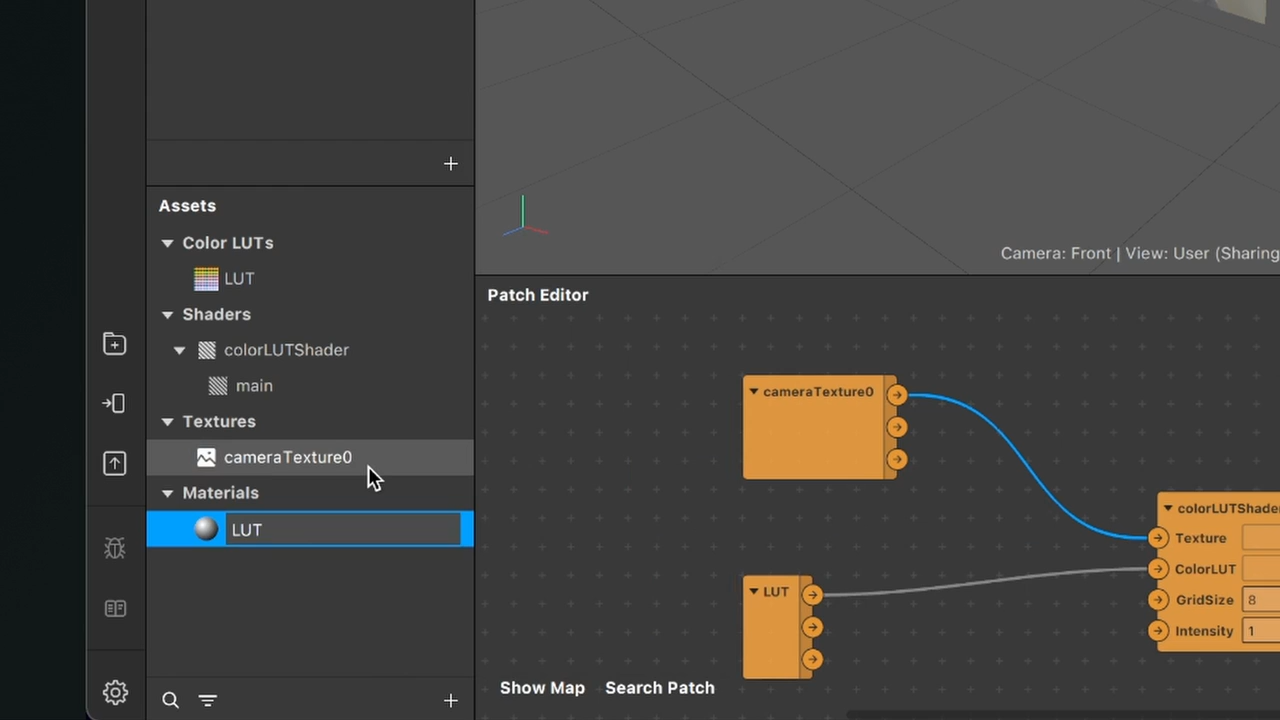 Assets
Color LUTs
LUT
Shaders
colorLUTShader
main
Textures
cameraTexture0
Materials
LUT
Camera: Front | View: User (Sharing
Patch Editor
cameraTexture0
LUT
colorLUTShader
Texture
ColorLUT
GridSize 8
Intensity 1
Show Map Search Patch